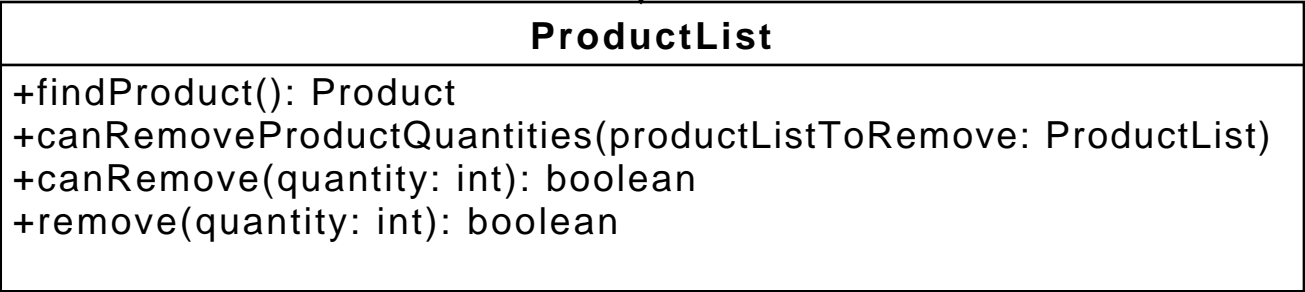 ProductList
+findProduct(): Product
+canRemoveProductQuantities(productListToRemove: ProductList)
+canRemove(quantity: int): boolean
+remove(quantity: int): boolean